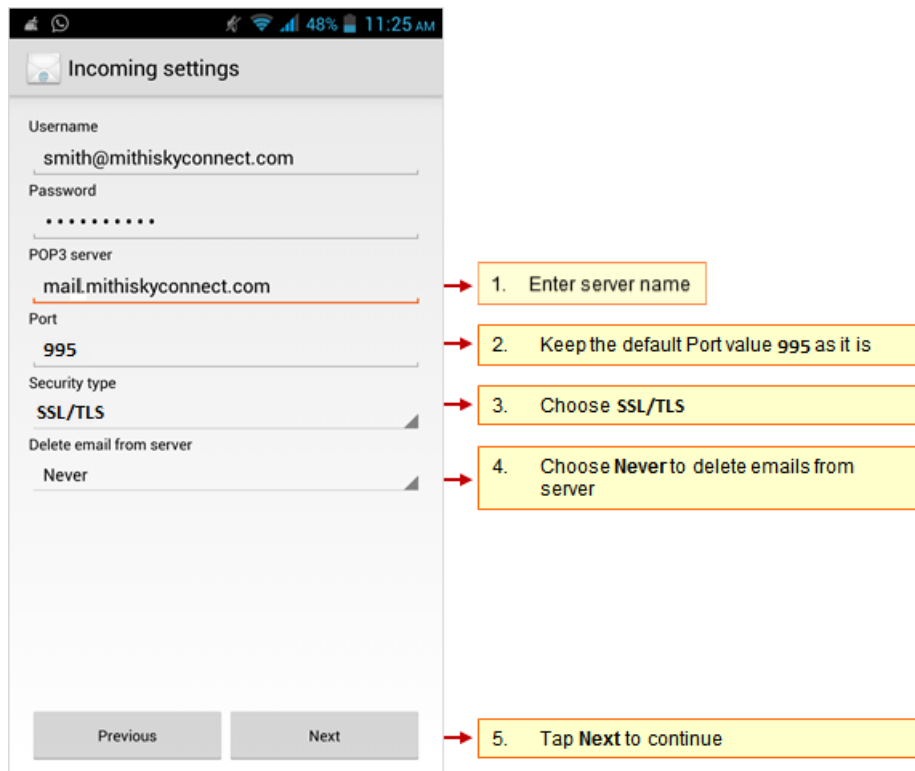 48% 11:25 AM
Incoming settings
Username
smith@mithiskyconnect.com
Password
POP3 server
mail.mithiskyconnect.com
1. Enter server name
Port
995
2. Keep the default Port value 995 as it is
Security type
SSL/TLS
3. Choose SSL/TLS
Delete email from server
Never
4. Choose Never to delete emails from
server
Previous Next
5. Tap Next to continue